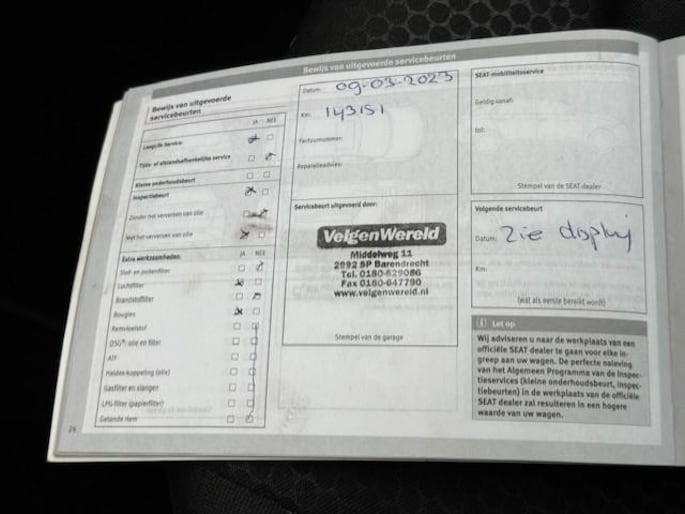 Bewijs van uitgevoerde servicebeurten
Bewijs van uitgevoerde
servicebeurten
JA NEE
LongLife Service:
Tijds- of afstandsafhankelijke service
Kleine onderhoudsbeurt
Inspectiebeurt
Zonder het verversen van olie
Met het verversen van olie
Extra werkzaamheden: JA NEE
Stof- en pollenfilter
Luchtfilter
Brandstoffilter
Bougies
Remvloeistof
DSG®: olie en filter
ATF
Haldex-koppeling (olie)
Gasfilter en slangen
LPG-filter (papierfilter)
Getande riem
26
Datum: 09-03-2023
Km: 143151
Factuurnummer:
Reparatieadvies:
Servicebeurt uitgevoerd door:
VelgenWereld
Middelweg 11
2992 SP Barendrecht
Tel. 0180-629086
Fax 0180-647790
www.velgenwereld.nl
Stempel van de garage
SEAT-mobiliteitsservice
Geldig vanaf:
tot:
Stempel van de SEAT-dealer
Volgende servicebeurt
Datum: Zie display
Km:
(wat als eerste bereikt wordt)
Let op
Wij adviseren u naar de werkplaats van een
officiële SEAT dealer te gaan voor elke in-
greep aan uw wagen. De perfecte naleving
van het Algemeen Programma van de Inspec-
tieservices (kleine onderhoudsbeurt, inspec-
tiebeurten) in de werkplaats van de officiële
SEAT dealer zal resulteren in een hogere
waarde van uw wagen.